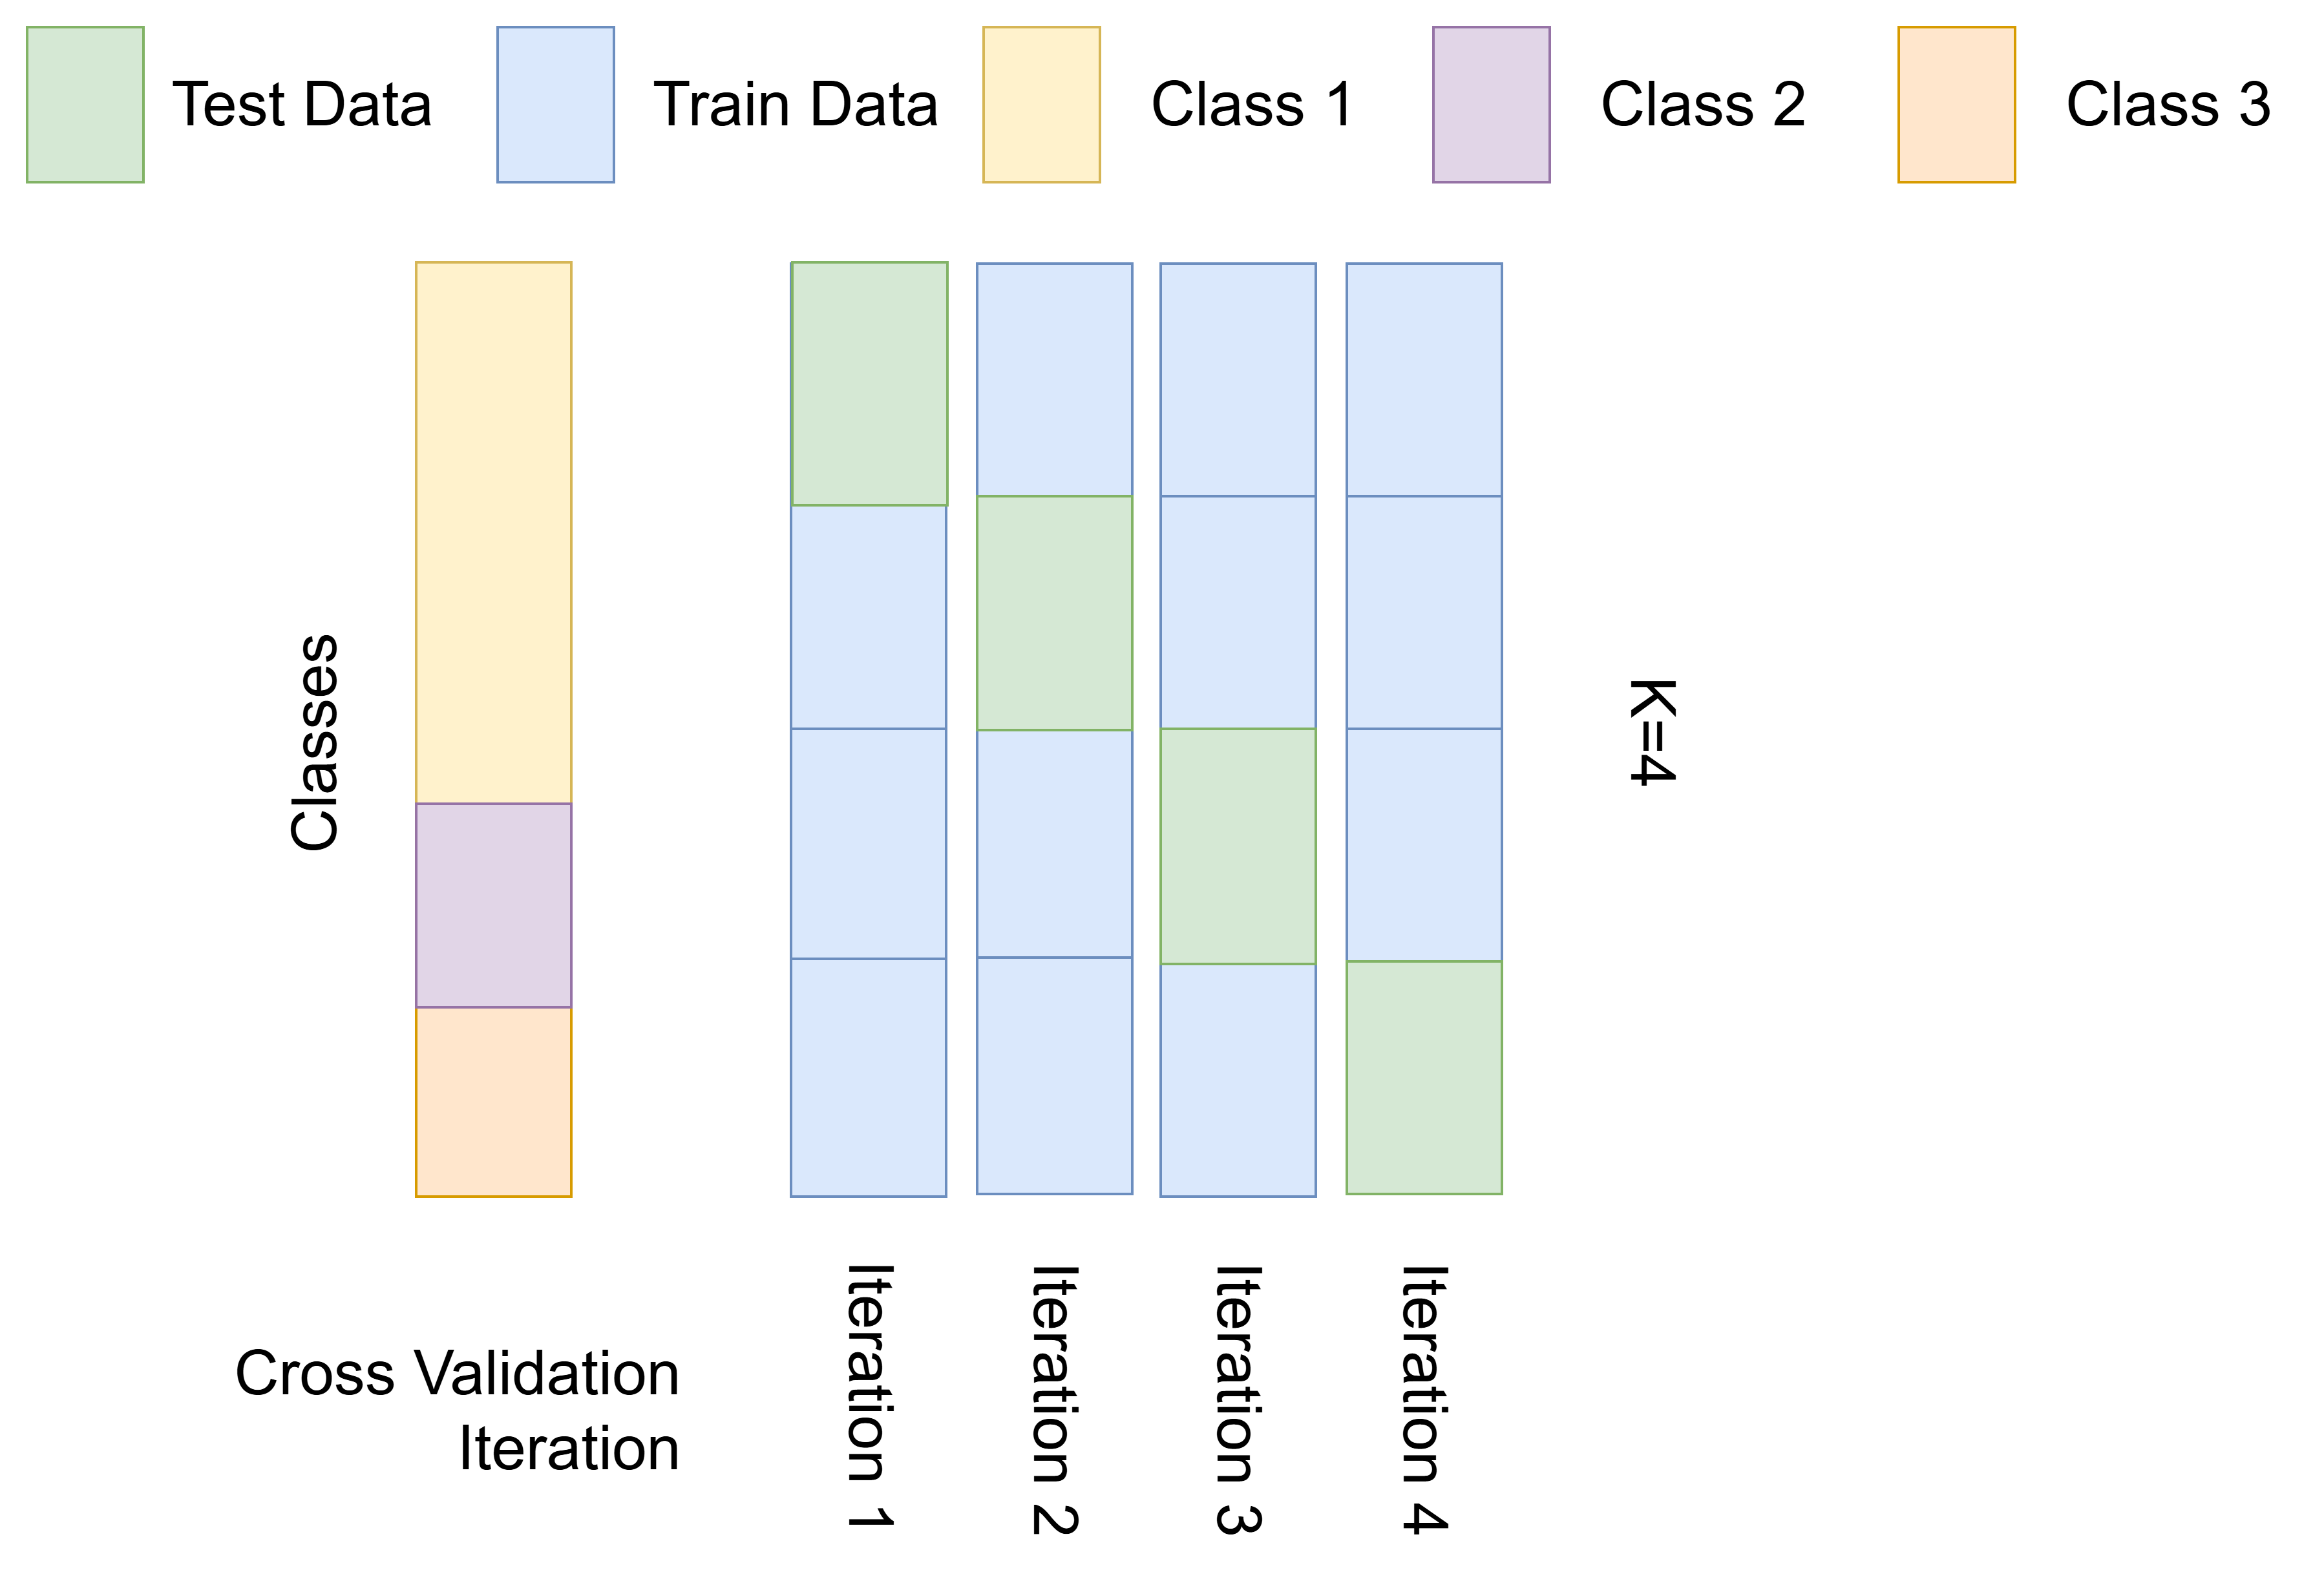 Test Data
Train Data
Class 1
Class 2
Class 3
Classes
K=4
Cross Validation
Iteration
Iteration 1
Iteration 2
Iteration 3
Iteration 4